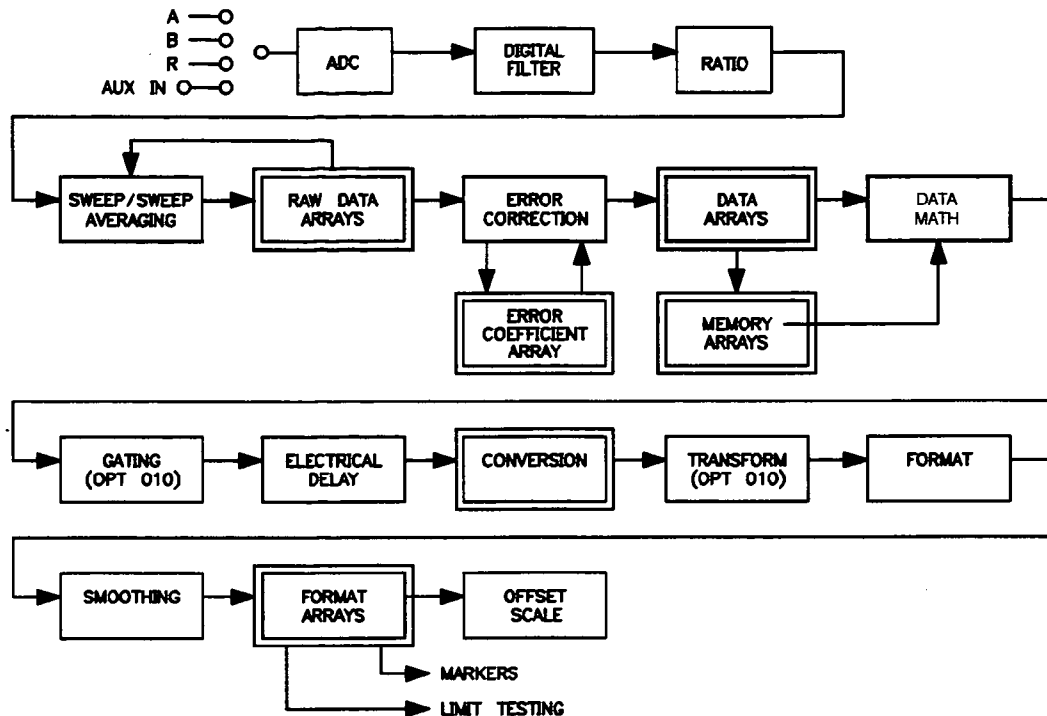 A
B
R
AUX IN
ADC
DIGITAL
FILTER
RATIO
SWEEP/SWEEP
AVERAGING
RAW DATA
ARRAYS
ERROR
CORRECTION
DATA
ARRAYS
DATA
MATH
ERROR
COEFFICIENT
ARRAY
MEMORY
ARRAYS
GATING
(OPT 010)
ELECTRICAL
DELAY
CONVERSION
TRANSFORM
(OPT 010)
FORMAT
SMOOTHING
FORMAT
ARRAYS
OFFSET
SCALE
MARKERS
LIMIT TESTING